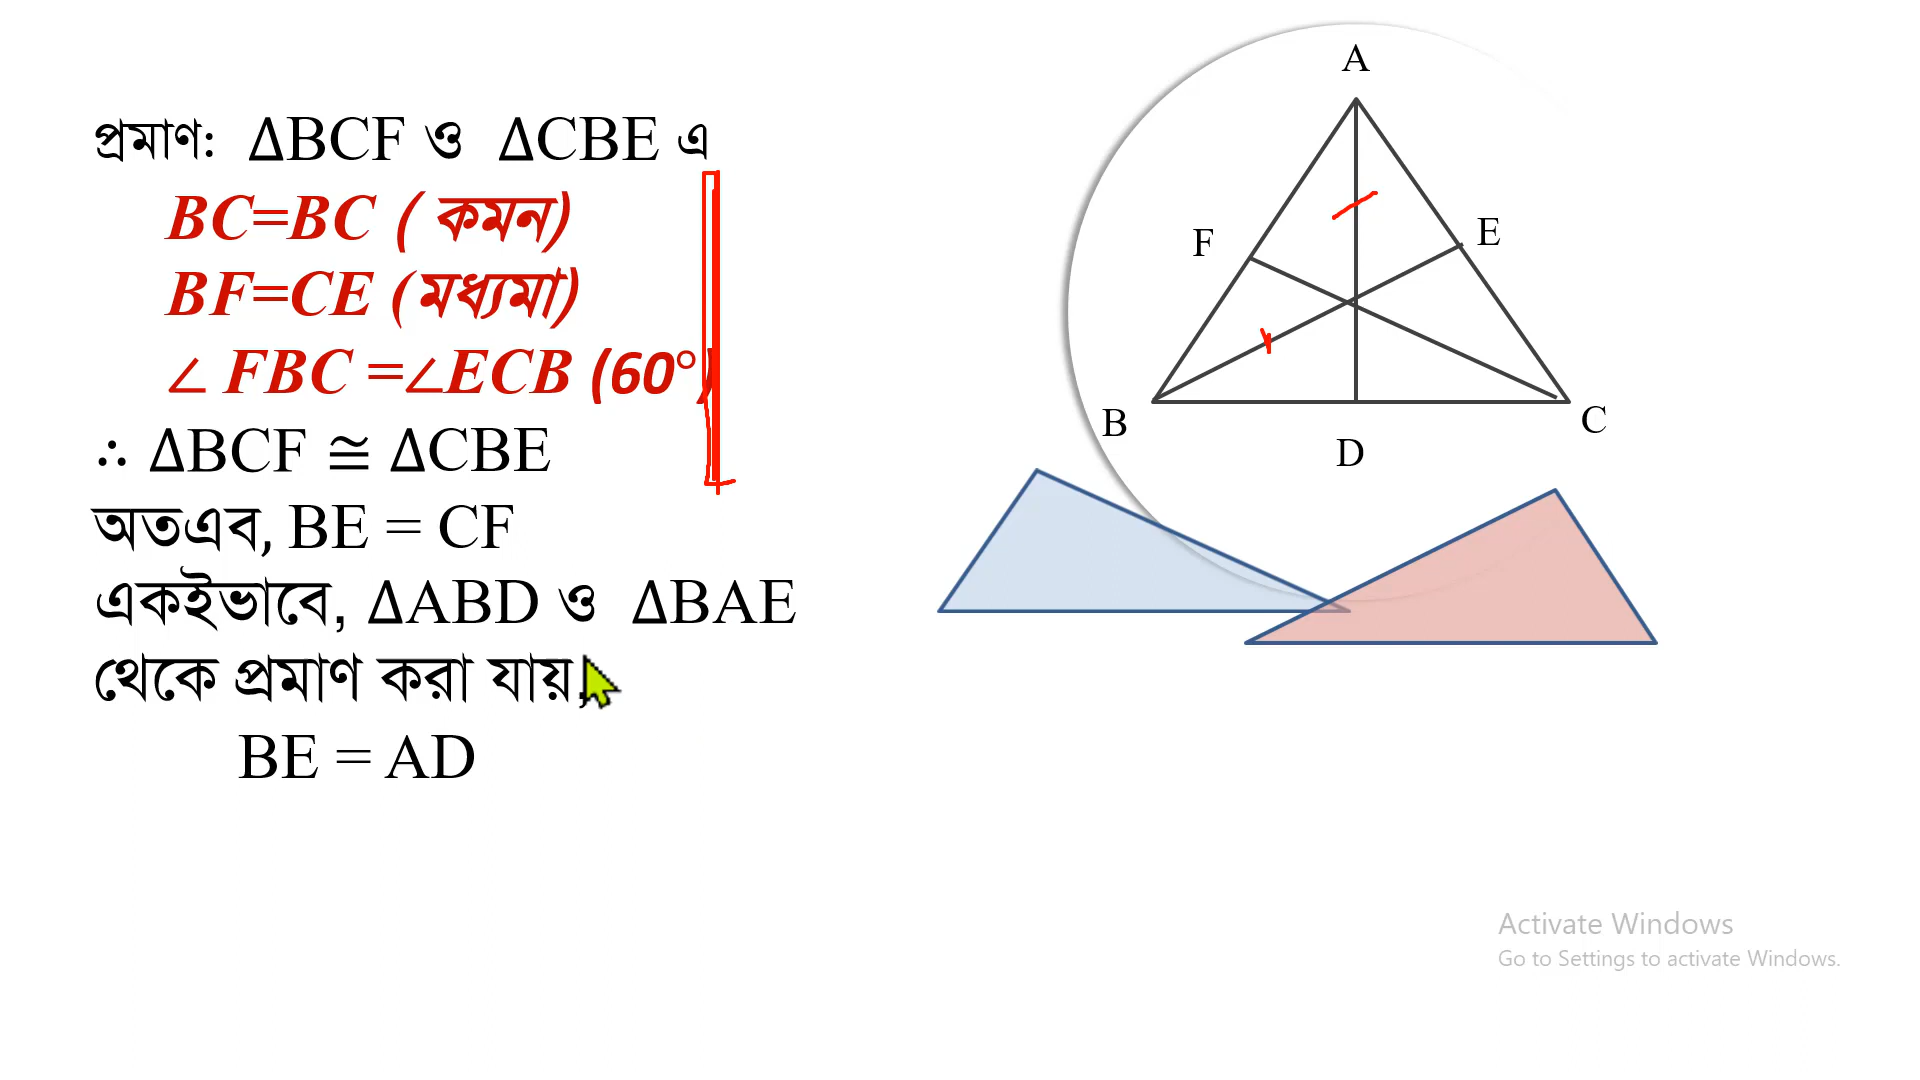 প্রমাণ: ΔBCF ও ΔCBE এ
BC=BC ( কমন)
BF=CE (মধ্যমা)
∠ FBC =∠ECB (60°)
∴ ΔBCF ≅ ΔCBE
অতএব, BE = CF
একইভাবে, ΔABD ও ΔBAE
থেকে প্রমাণ করা যায়,
BE = AD
A
F
E
B
C
D
Activate Windows
Go to Settings to activate Windows.